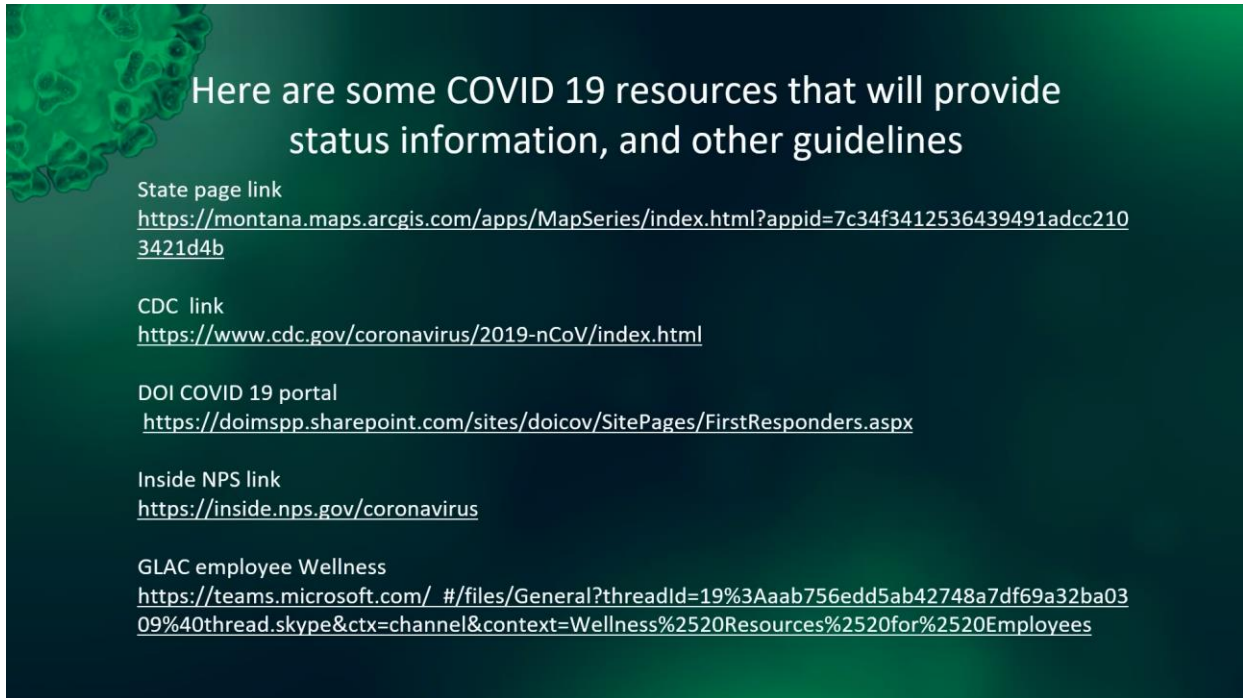 Here are some COVID 19 resources that will provide
status information, and other guidelines
State page link
https://montana.maps.arcgis.com/apps/MapSeries/index.html?appid=7c34f3412536439491adcc210
3421d4b
CDC  link
https://www.cdc.gov/coronavirus/2019-nCoV/index.html
DOI COVID 19 portal
https://doimspp.sharepoint.com/sites/doicov/SitePages/FirstResponders.aspx
Inside NPS link
https://inside.nps.gov/coronavirus
GLAC employee Wellness
https://teams.microsoft.com/_#/files/General?threadId=19%3Aaab756edd5ab42748a7df69a32ba03
09%40thread.skype&ctx=channel&context=Wellness%2520Resources%2520for%2520Employees